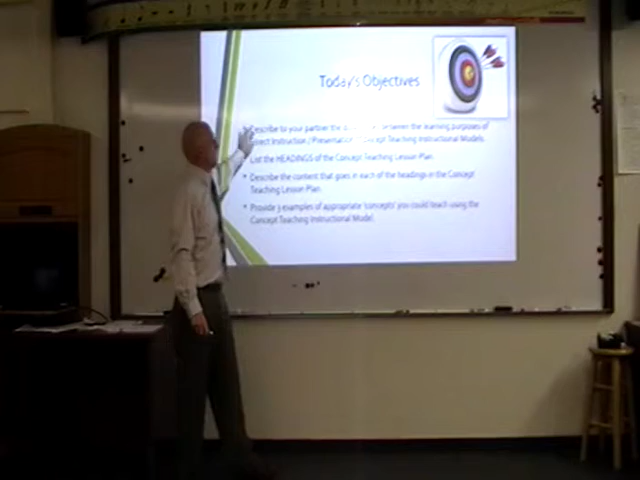 Today's Objectives
Describe to your partner the between the learning purposes of
Direct Instruction / Presentation Concept Teaching Instructional Models.
List the HEADINGS of the Concept Teaching Lesson Plan.
• Describe the content that goes in each of the headings in the Concept
Teaching Lesson Plan.
• Provide 3 examples of appropriate 'concepts' you could teach using the
Concept Teaching Instructional Model.